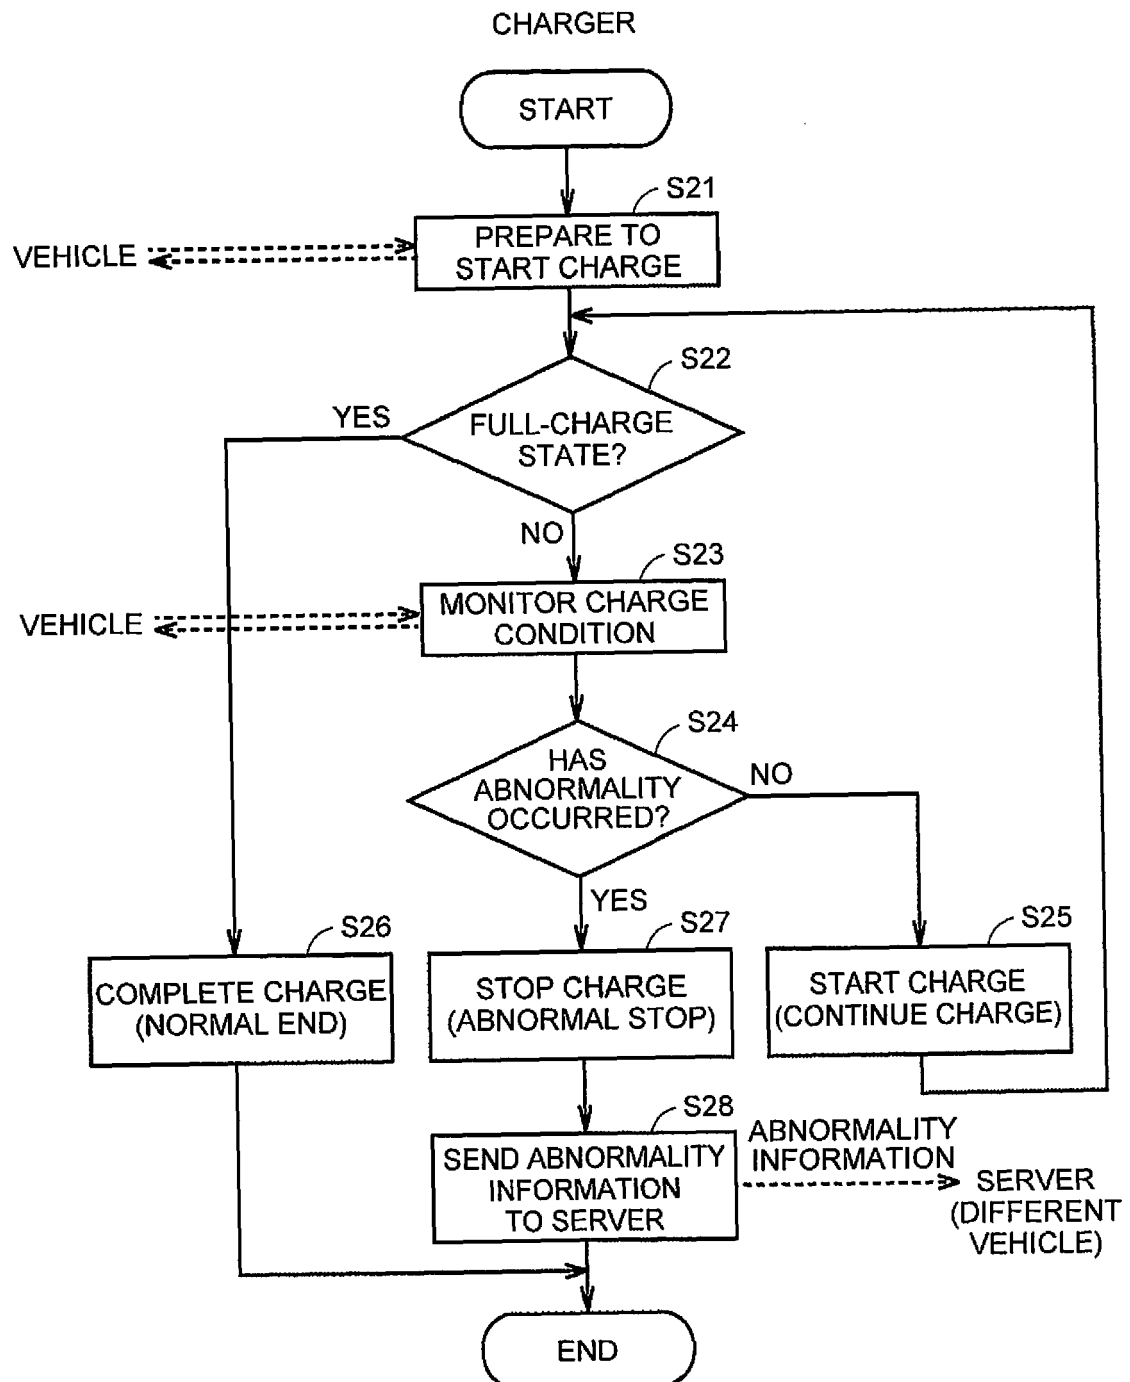 CHARGER
START
S21
PREPARE TO
START CHARGE
VEHICLE
S22
YES
FULL-CHARGE
STATE?
NO
S23
MONITOR CHARGE
CONDITION
VEHICLE
S24
HAS
ABNORMALITY
OCCURRED?
NO
YES
S26
COMPLETE CHARGE
(NORMAL END)
S27
STOP CHARGE
(ABNORMAL STOP)
S25
START CHARGE
(CONTINUE CHARGE)
S28
SEND ABNORMALITY
INFORMATION
TO SERVER
ABNORMALITY
INFORMATION
SERVER
(DIFFERENT
VEHICLE)
END